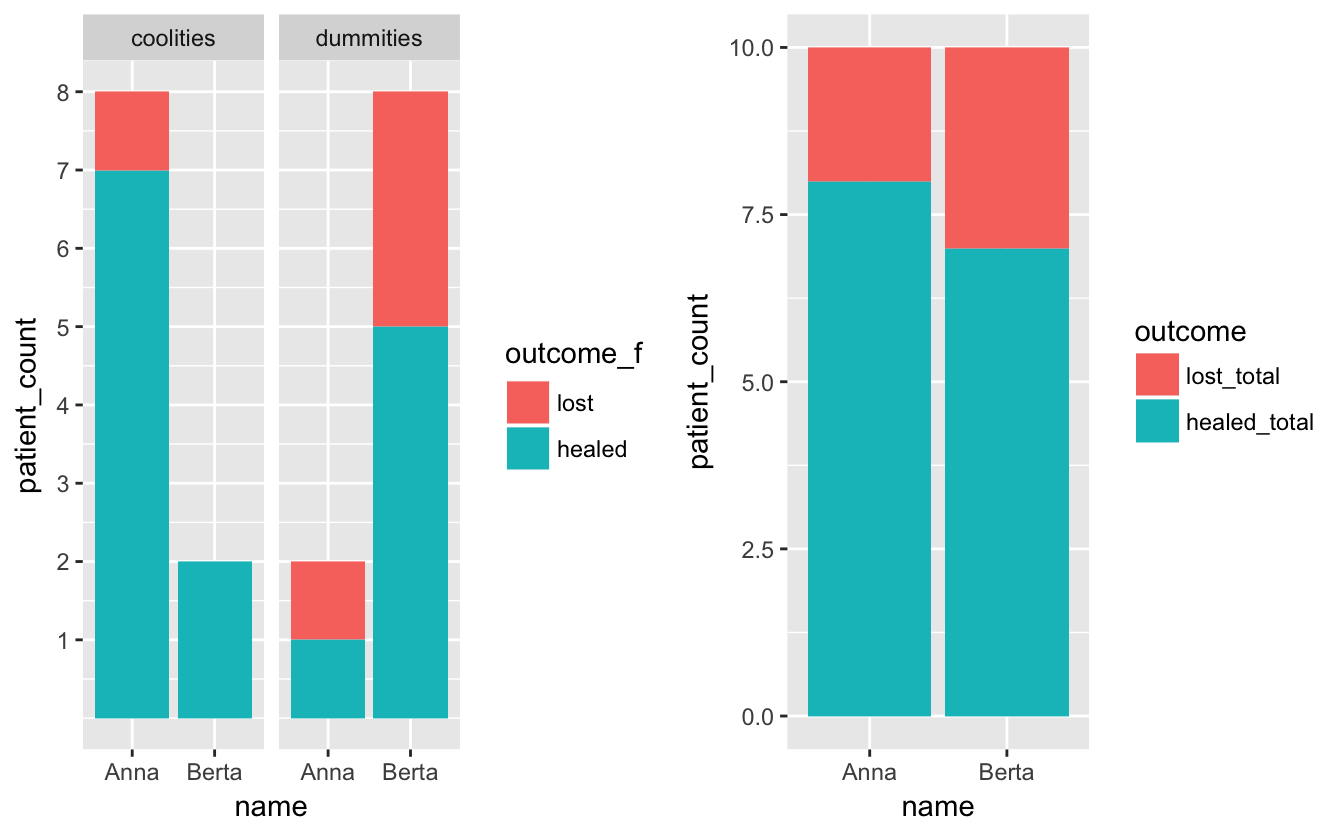 coolities dummities
8
7
6
5
4
3
2
1
patient_count
Anna Berta Anna Berta
name
outcome_f
lost
healed
10.0
7.5
5.0
2.5
0.0
patient_count
Anna Berta
name
outcome
lost_total
healed_total